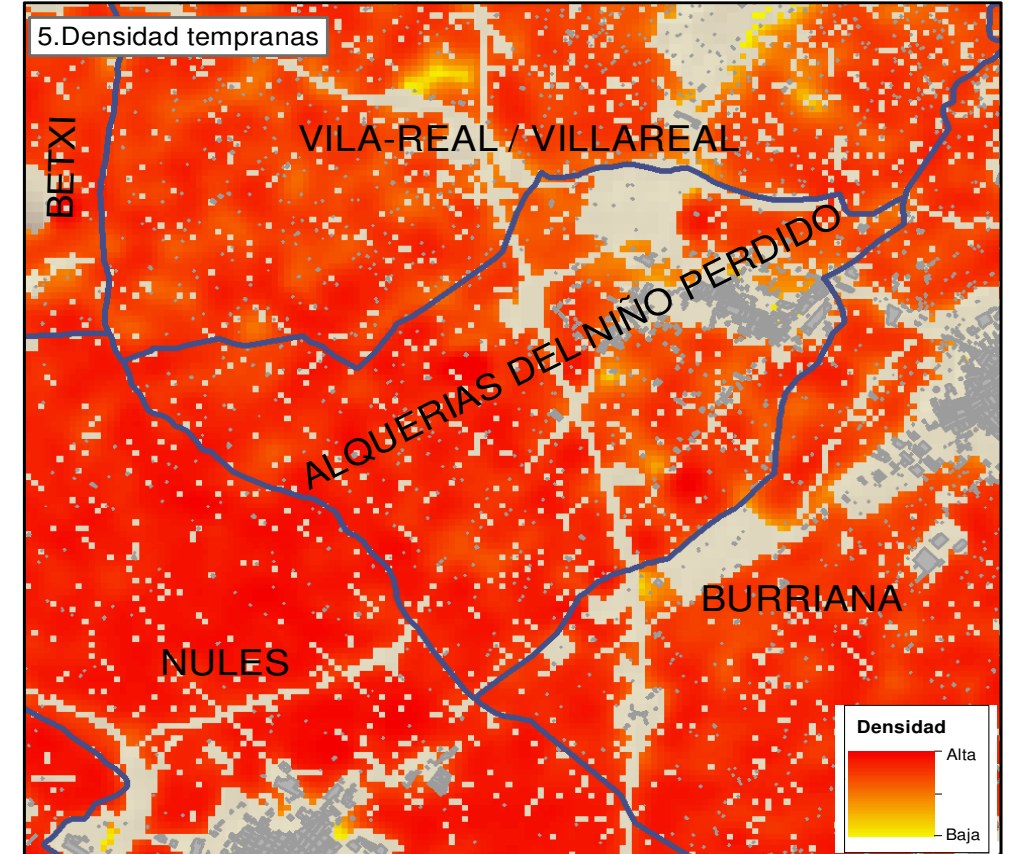 5.Densidad tempranas
BETXI
VILA-REAL / VILLAREAL
ALQUERIAS DEL NIÑO PERDIDO
BURRIANA
NULES
Densidad
Alta
Baja